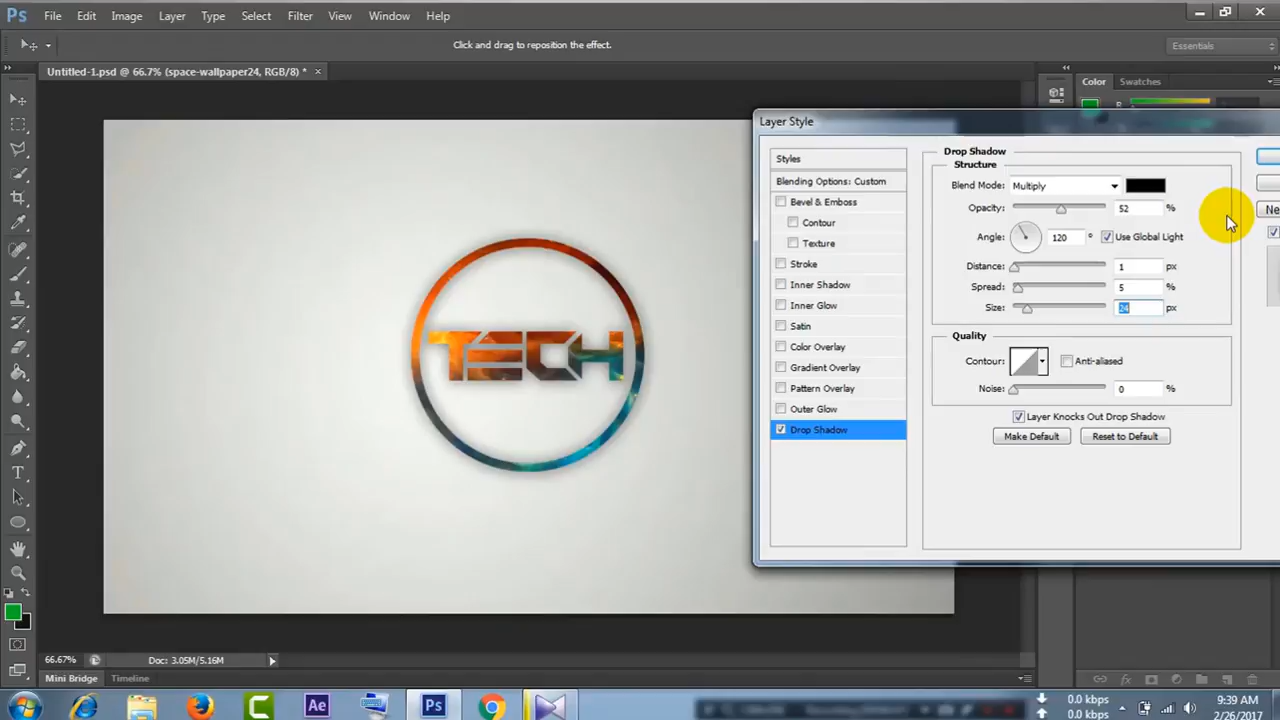 Ps File Edit Image Layer Type Select Filter View Window Help
Click and drag to reposition the effect.
Essentials
Untitled-1.psd @ 66.7% (space-wallpaper24, RGB/8) * ×
Color Swatches
R
TECH
Layer Style
Styles
Blending Options: Custom
Bevel & Emboss
Contour
Texture
Stroke
Inner Shadow
Inner Glow
Satin
Color Overlay
Gradient Overlay
Pattern Overlay
Outer Glow
Drop Shadow
Drop Shadow
Structure
Blend Mode: Multiply
Opacity: 52 %
Angle: 120 ° Use Global Light
Distance: 1 px
Spread: 5 %
Size: 24 px
Quality
Contour: Anti-aliased
Noise: 0 %
Layer Knocks Out Drop Shadow
Make Default Reset to Default
Ne
66.67% Doc: 3.05M/5.16M
Mini Bridge Timeline
fx
Ae Ps
0.0 kbps
0.0 kbps
9:39 AM
2/26/2017